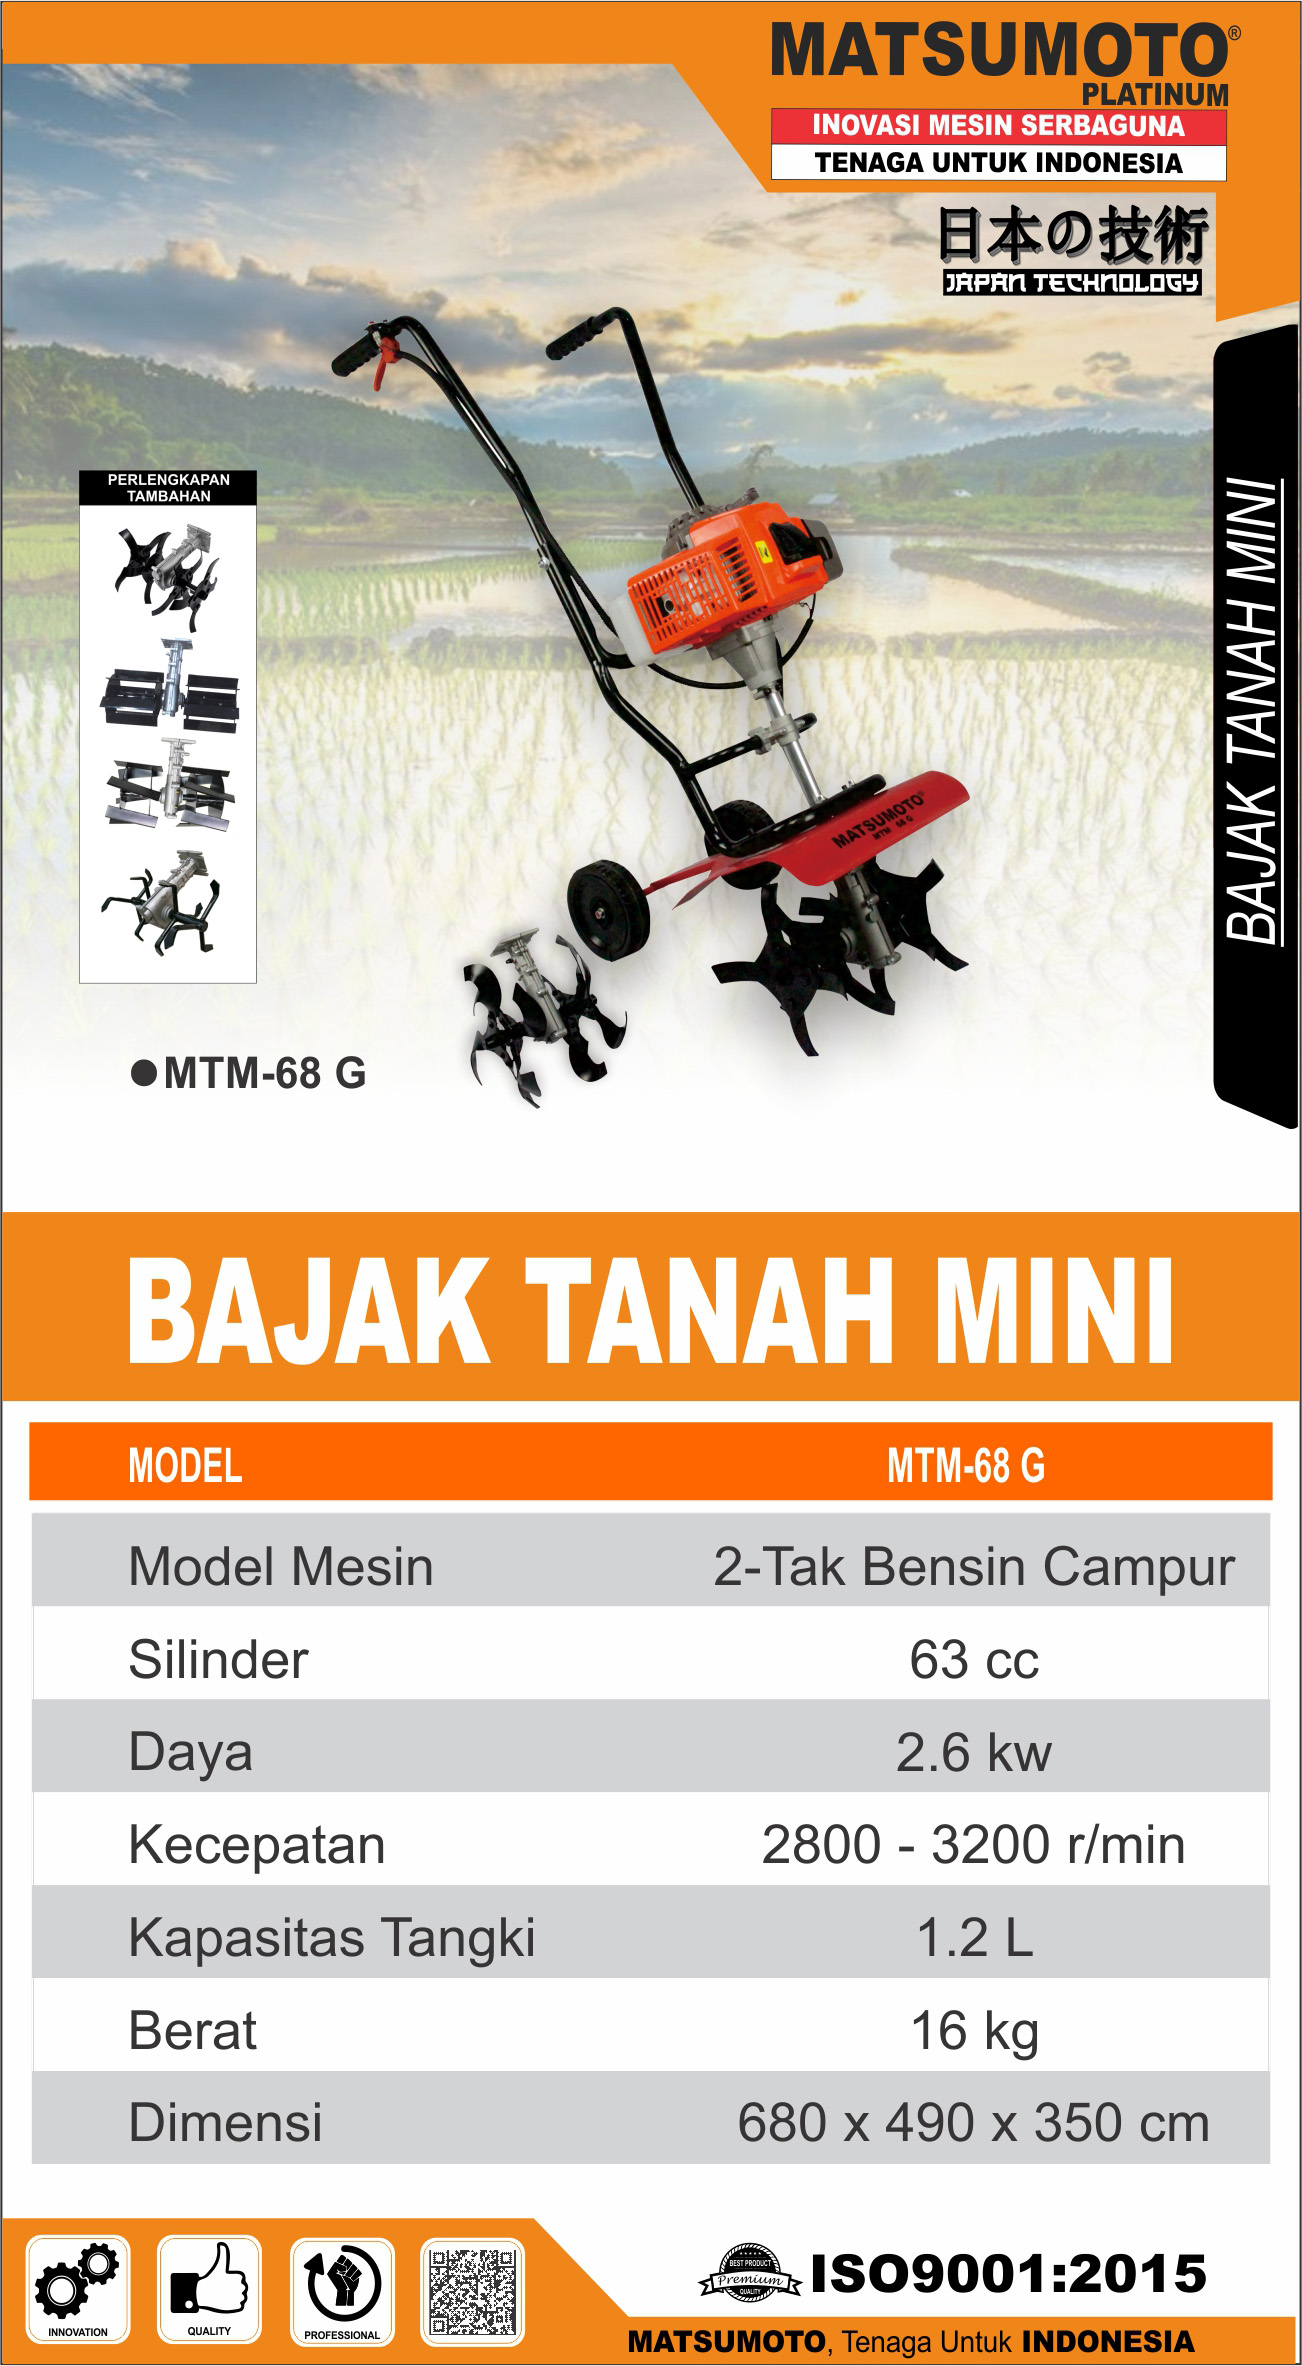 MATSUMOTO®
PLATINUM
INOVASI MESIN SERBAGUNA
TENAGA UNTUK INDONESIA
日本の技術
JAPAN TECHNOLOGY
PERLENGKAPAN
TAMBAHAN
MATSUMOTO®
MTM 68 G
BAJAK TANAH MINI
●MTM-68 G
BAJAK TANAH MINI
MODEL MTM-68 G
Model Mesin 2-Tak Bensin Campur
Silinder 63 cc
Daya 2.6 kw
Kecepatan 2800 - 3200 r/min
Kapasitas Tangki 1.2 L
Berat 16 kg
Dimensi 680 x 490 x 350 cm
INNOVATION
QUALITY
PROFESSIONAL
BEST PRODUCT
Premium
QUALITY
ISO9001:2015
MATSUMOTO, Tenaga Untuk INDONESIA